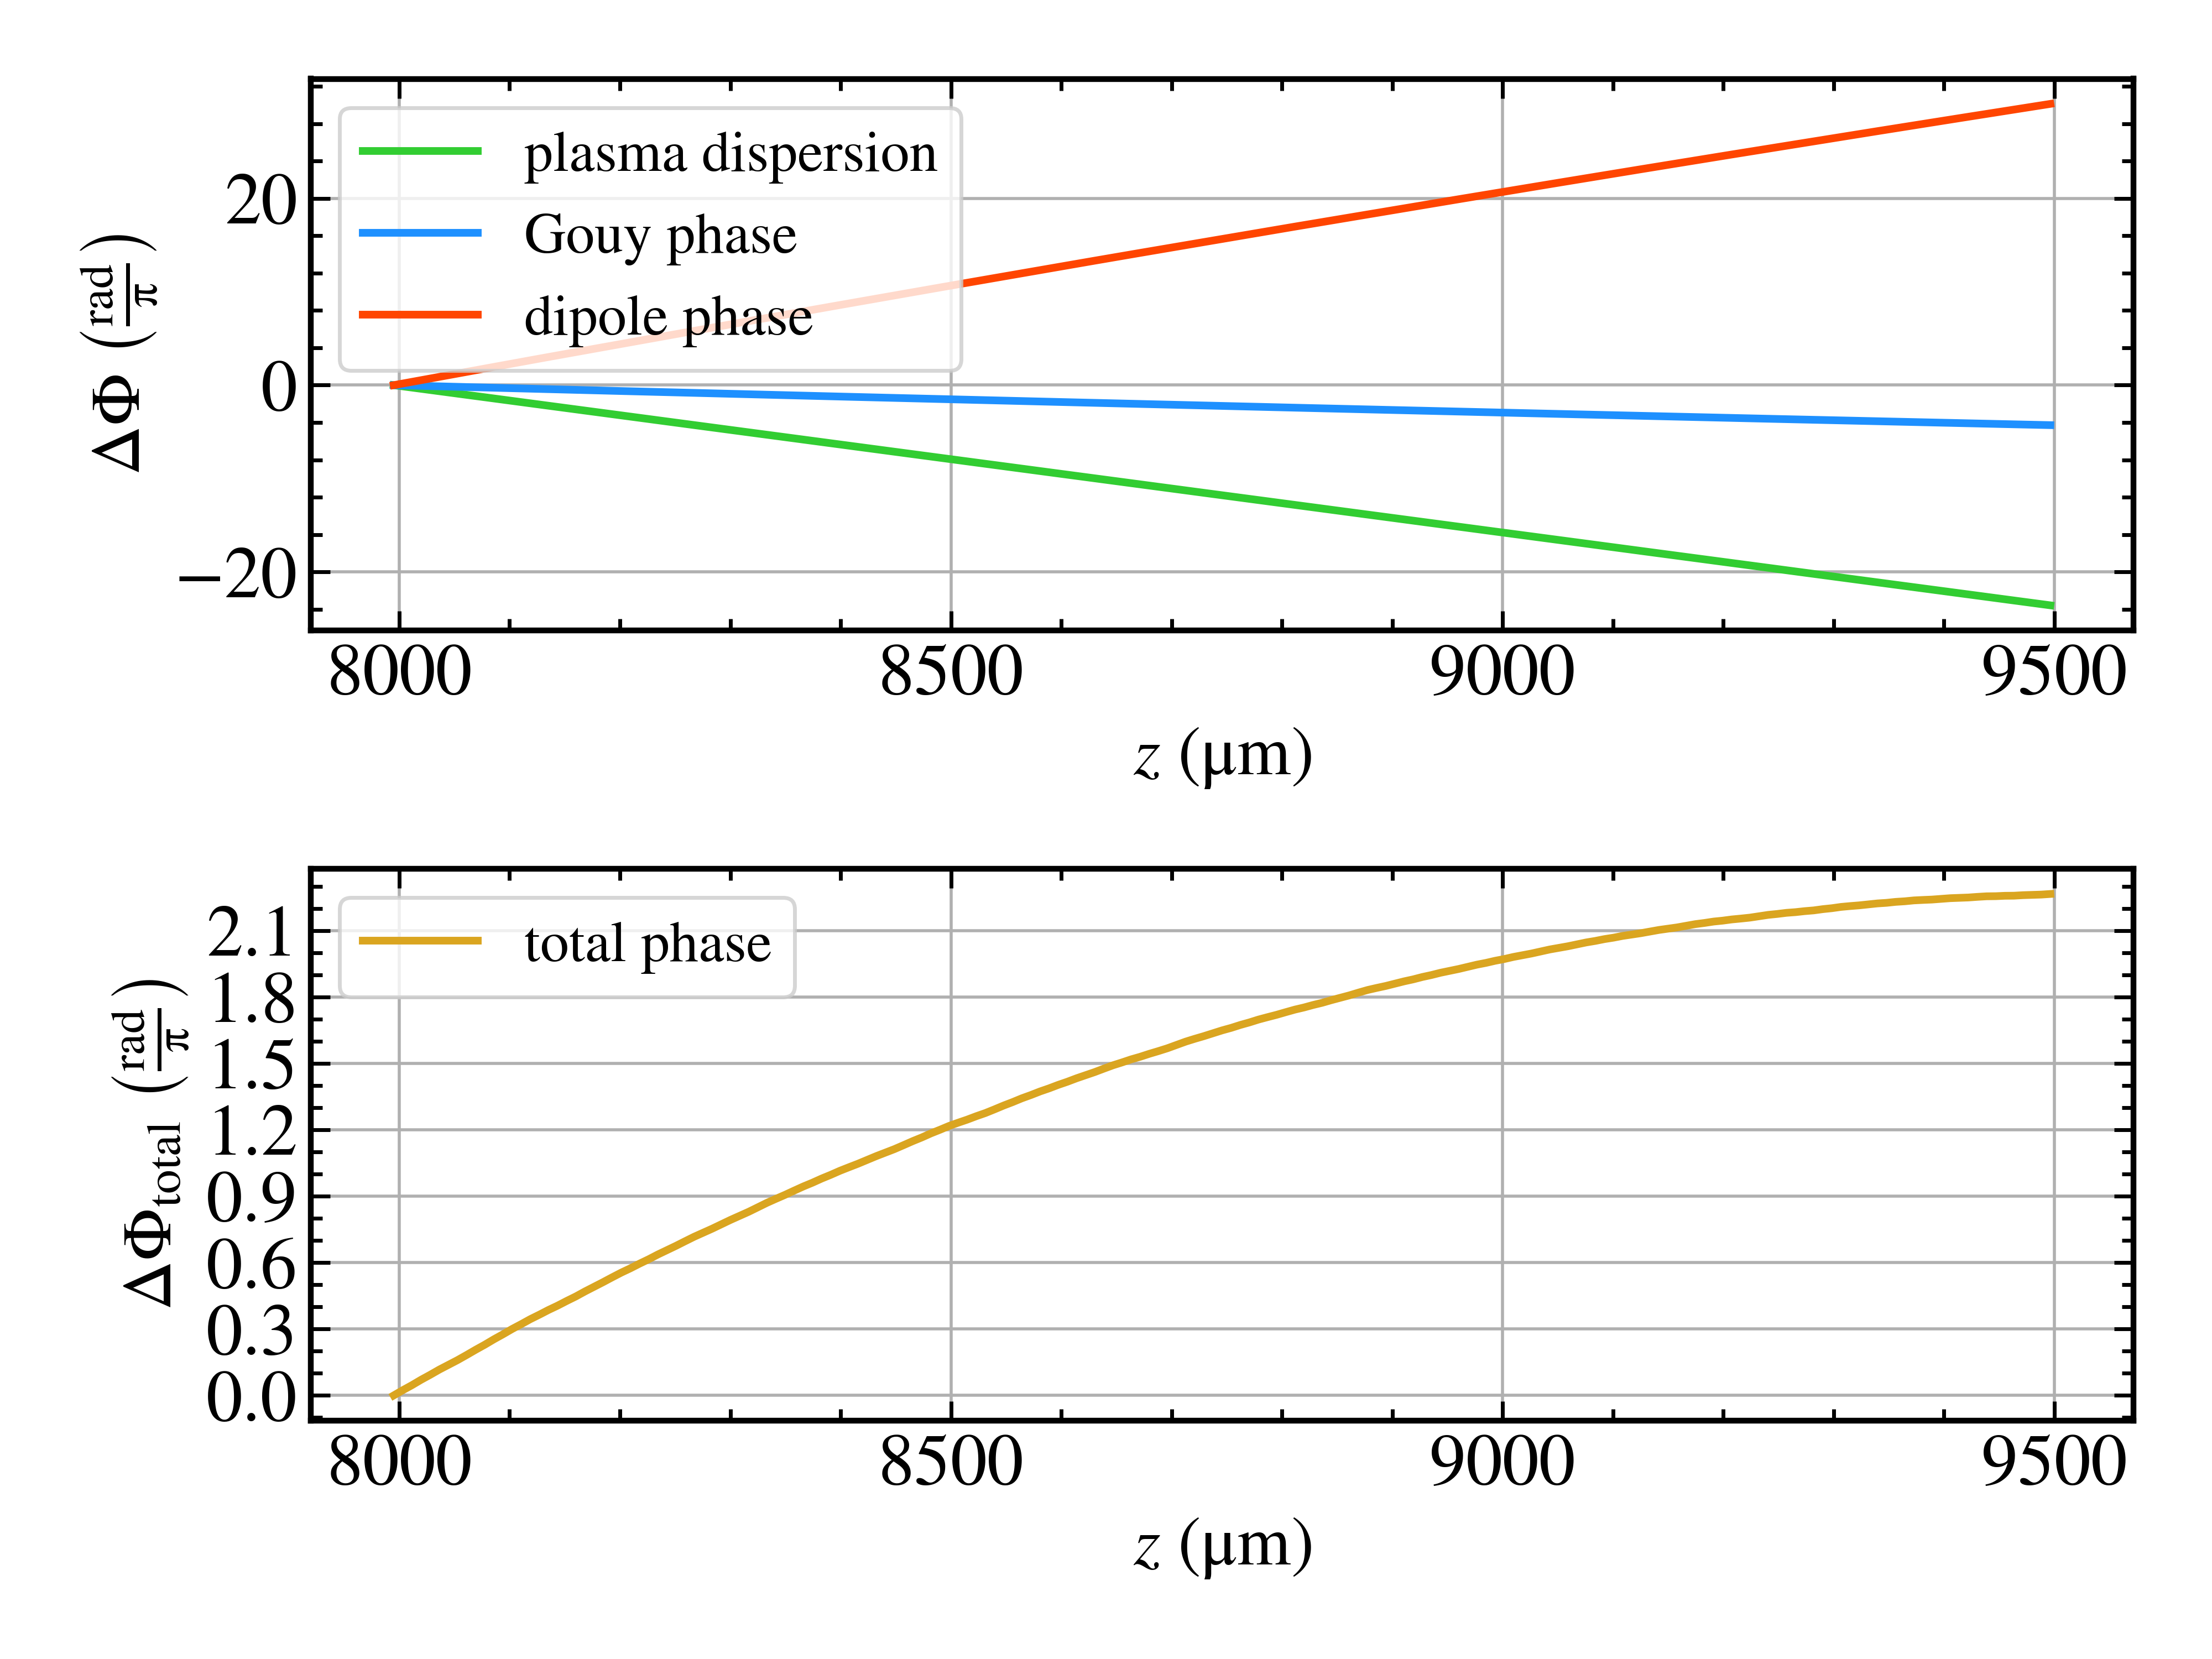 ΔΦ (rad/π)
20
0
−20
plasma dispersion
Gouy phase
dipole phase
8000 8500 9000 9500
z (μm)
ΔΦtotal (rad/π)
2.1
1.8
1.5
1.2
0.9
0.6
0.3
0.0
total phase
8000 8500 9000 9500
z (μm)